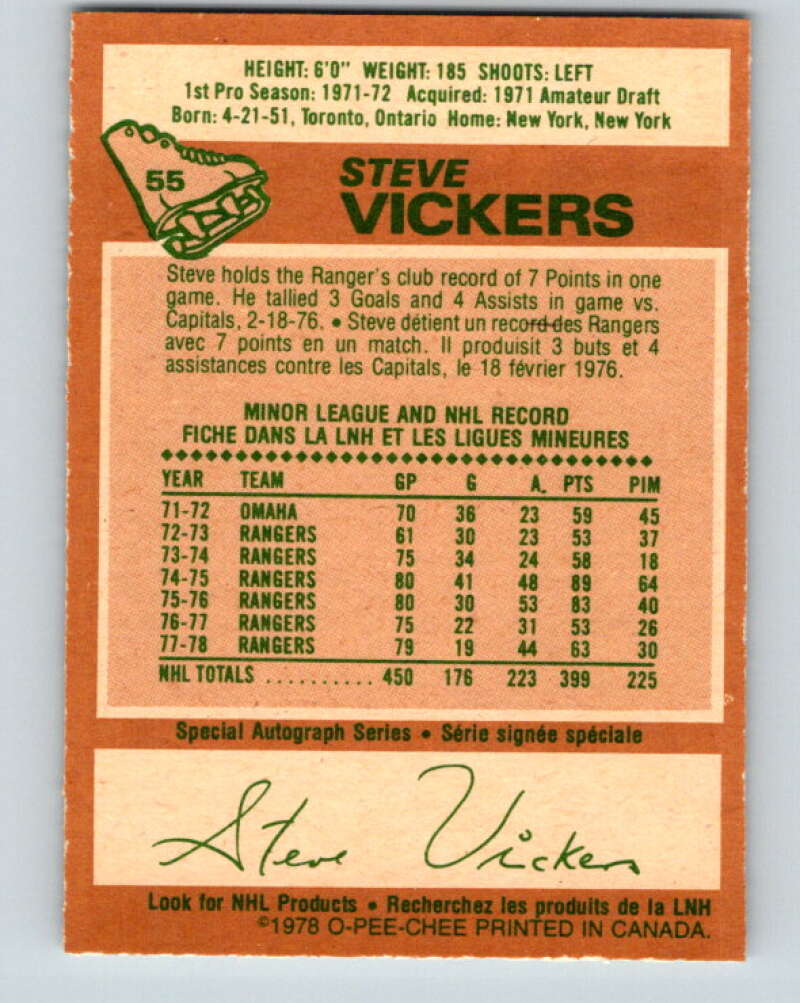 HEIGHT: 6'0" WEIGHT: 185 SHOOTS: LEFT
1st Pro Season: 1971-72 Acquired: 1971 Amateur Draft
Born: 4-21-51, Toronto, Ontario Home: New York, New York
55
STEVE
VICKERS
Steve holds the Ranger's club record of 7 Points in one
game. He tallied 3 Goals and 4 Assists in game vs.
Capitals, 2-18-76. • Steve détient un record des Rangers
avec 7 points en un match. Il produisit 3 buts et 4
assistances contre les Capitals, le 18 février 1976.
MINOR LEAGUE AND NHL RECORD
FICHE DANS LA LNH ET LES LIGUES MINEURES
YEAR TEAM GP G A. PTS PIM
71-72 OMAHA 70 36 23 59 45
72-73 RANGERS 61 30 23 53 37
73-74 RANGERS 75 34 24 58 18
74-75 RANGERS 80 41 48 89 64
75-76 RANGERS 80 30 53 83 40
76-77 RANGERS 75 22 31 53 26
77-78 RANGERS 79 19 44 63 30
NHL TOTALS .......... 450 176 223 399 225
Special Autograph Series • Série signée spéciale
Steve Vickers
Look for NHL Products • Recherchez les produits de la LNH
©1978 O-PEE-CHEE PRINTED IN CANADA.